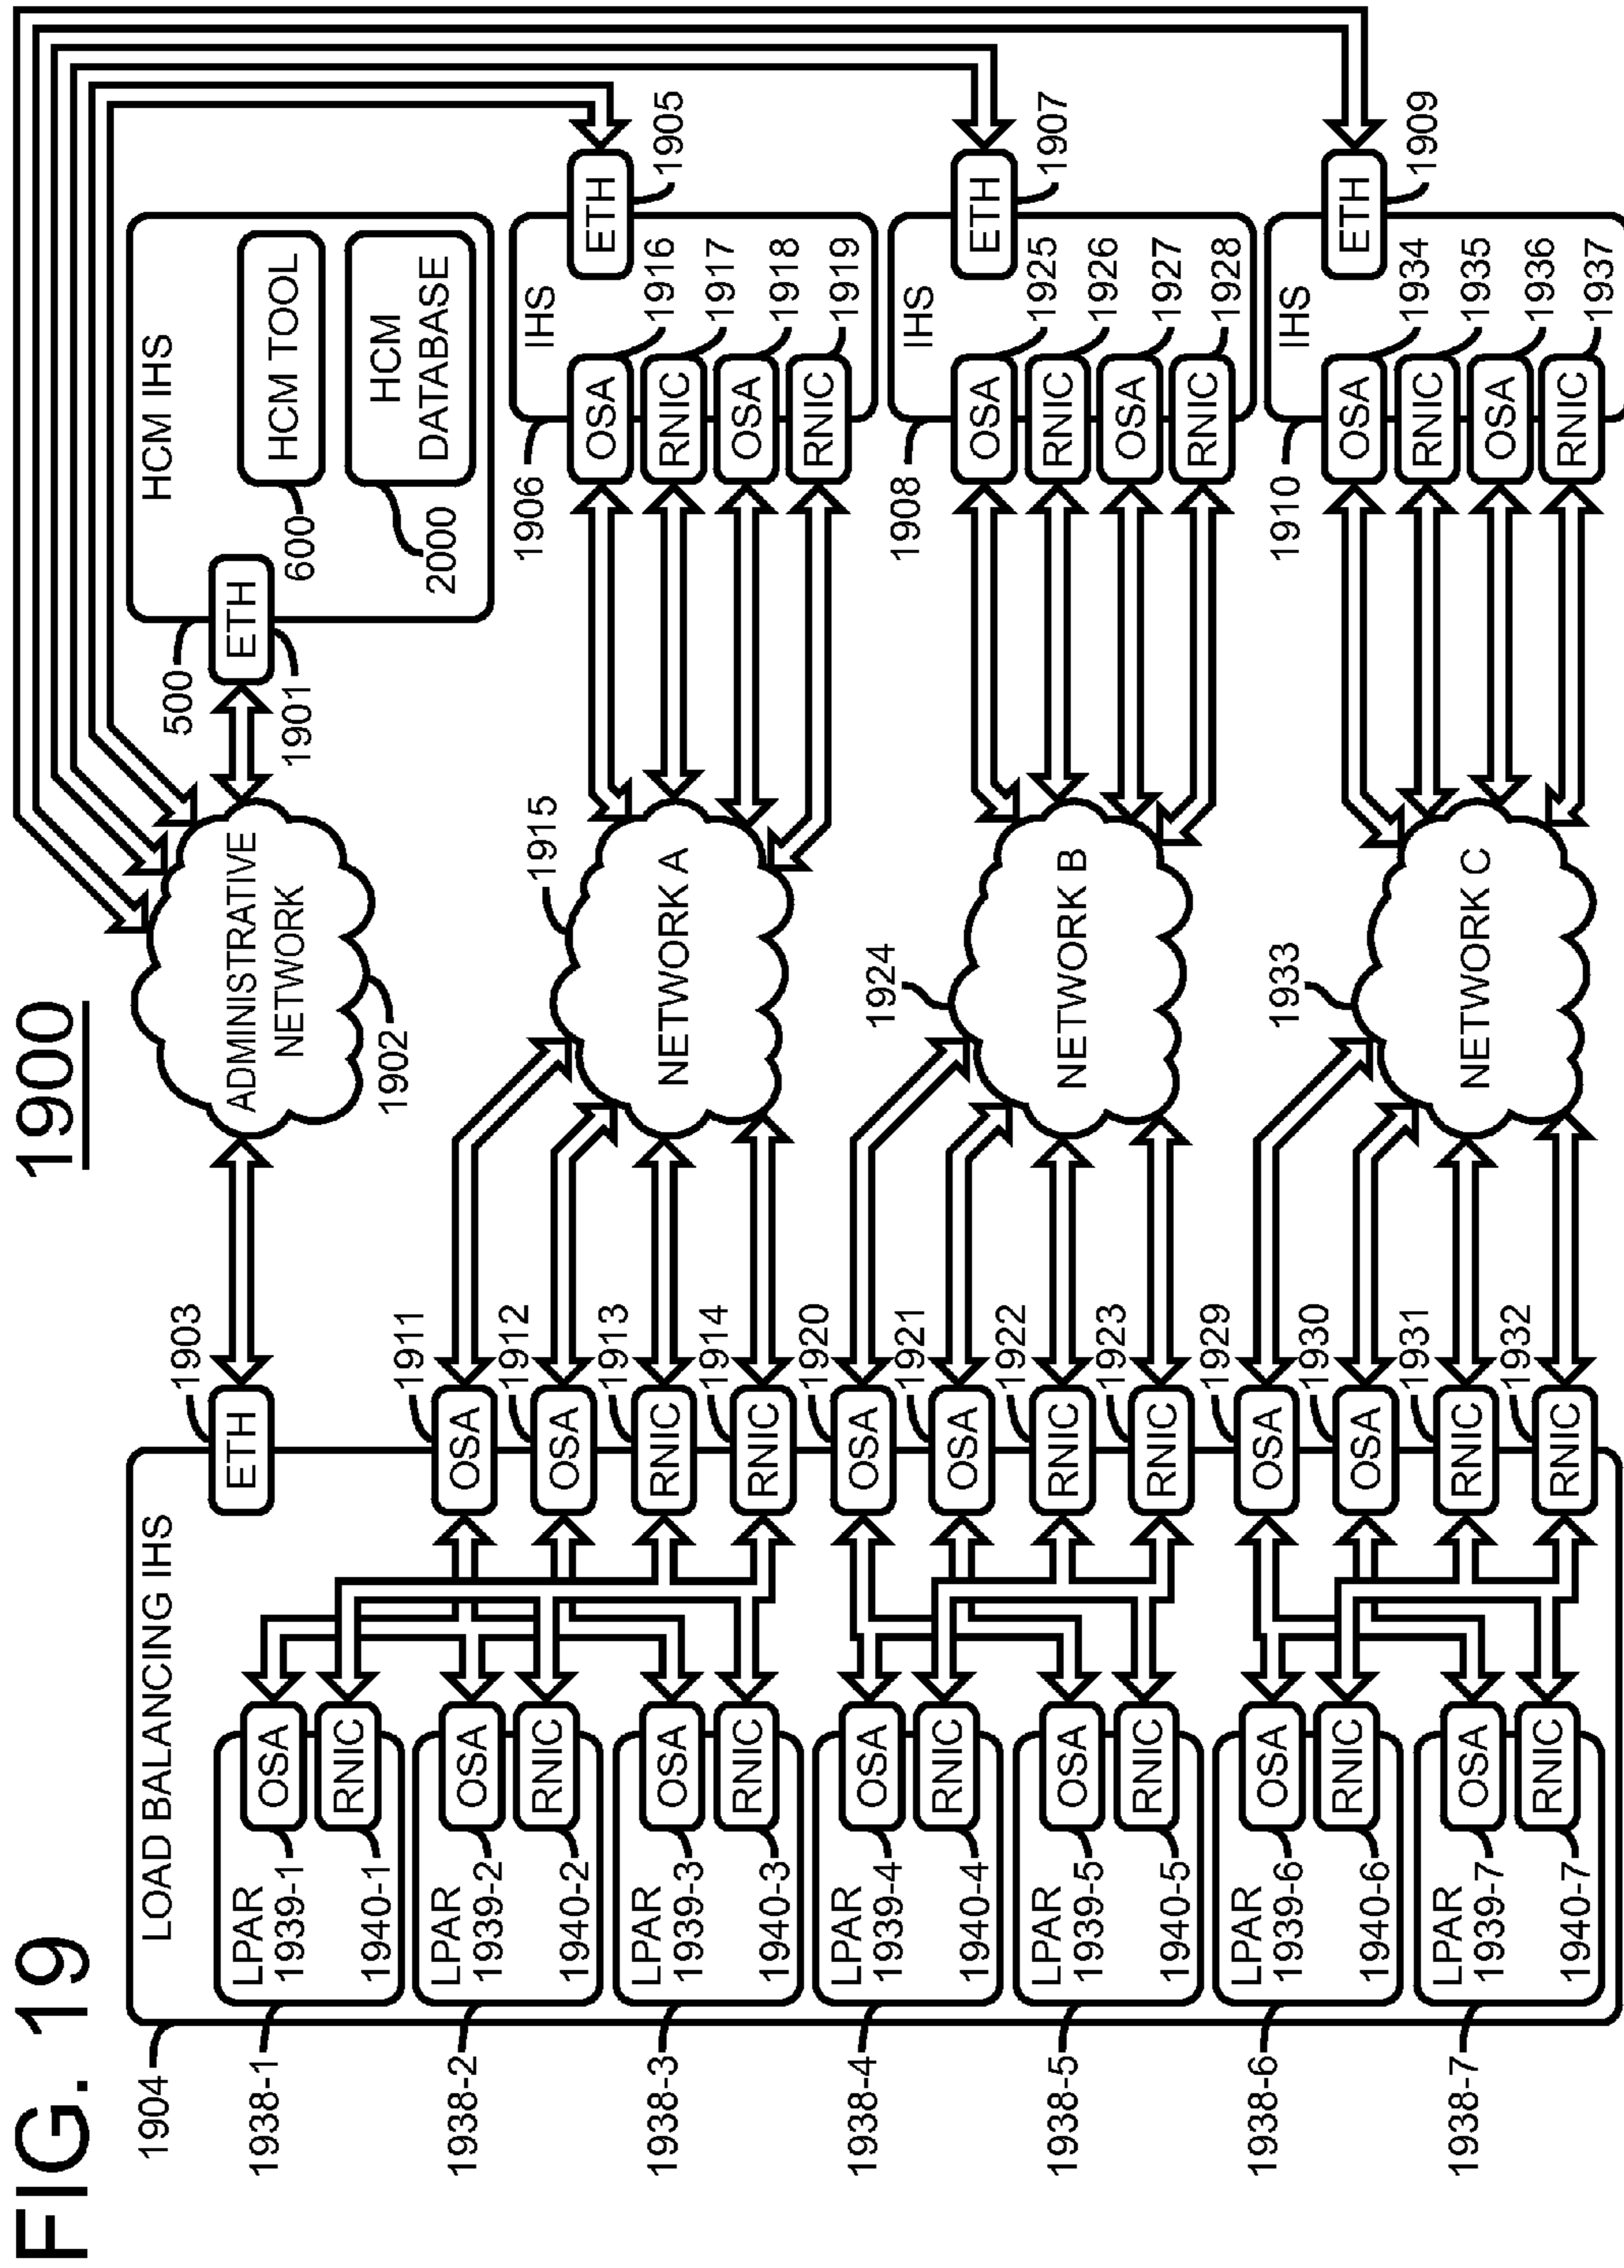 FIG. 19
1900
LOAD BALANCING IHS
1904
1903
ETH
ADMINISTRATIVE
NETWORK
1902
500
ETH
1901
HCM IHS
HCM TOOL
600
HCM
DATABASE
2000
1938-1
LPAR
1939-1
OSA
1940-1
RNIC
1938-2
LPAR
1939-2
OSA
1940-2
RNIC
1938-3
LPAR
1939-3
OSA
1940-3
RNIC
1938-4
LPAR
1939-4
OSA
1940-4
RNIC
1938-5
LPAR
1939-5
OSA
1940-5
RNIC
1938-6
LPAR
1939-6
OSA
1940-6
RNIC
1938-7
LPAR
1939-7
OSA
1940-7
RNIC
1911
OSA
1912
OSA
1913
RNIC
1914
RNIC
1920
OSA
1921
OSA
1922
RNIC
1923
RNIC
1929
OSA
1930
OSA
1931
RNIC
1932
RNIC
1915
NETWORK A
1924
NETWORK B
1933
NETWORK C
1906
IHS
ETH
1905
OSA
1916
RNIC
1917
OSA
1918
RNIC
1919
1908
IHS
ETH
1907
OSA
1925
RNIC
1926
OSA
1927
RNIC
1928
1910
IHS
ETH
1909
OSA
1934
RNIC
1935
OSA
1936
RNIC
1937